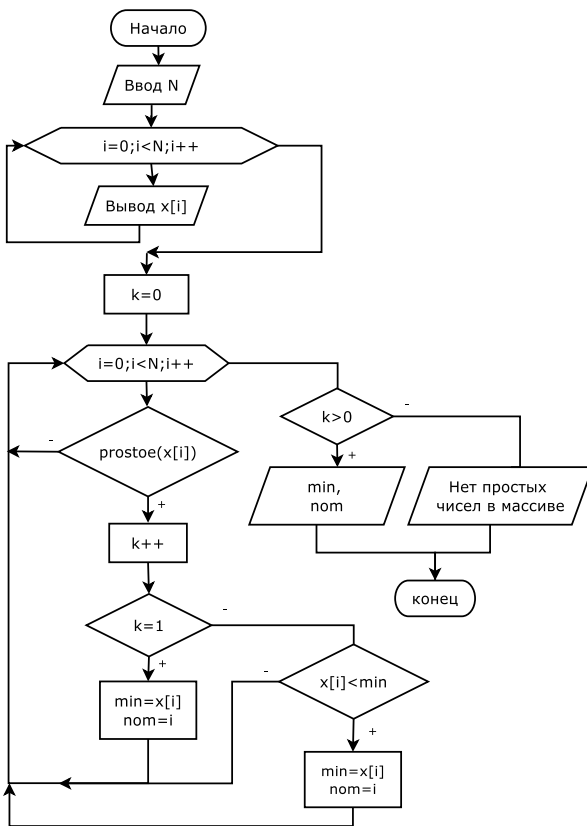 Начало
Ввод N
i=0;i<N;i++
Вывод x[i]
k=0
i=0;i<N;i++
k>0
-
+
prostoe(x[i])
-
+
min,
nom
Нет простых
чисел в массиве
k++
конец
k=1
-
+
x[i]<min
-
+
min=x[i]
nom=i
min=x[i]
nom=i